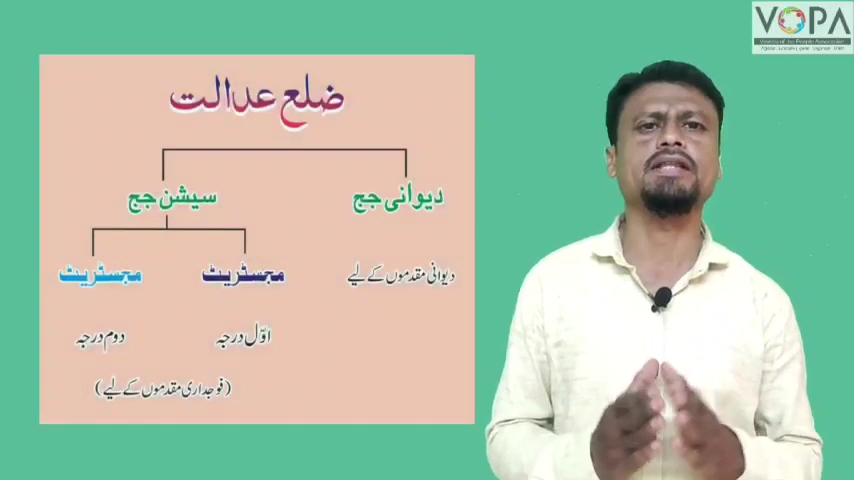 VOPA
ضلع عدالت
دیوانی جج
سیشن جج
دیوانی مقدموں کے لیے
مجسٹریٹ
مجسٹریٹ
اوّل درجہ
دوم درجہ
(فوجداری مقدموں کے لیے)